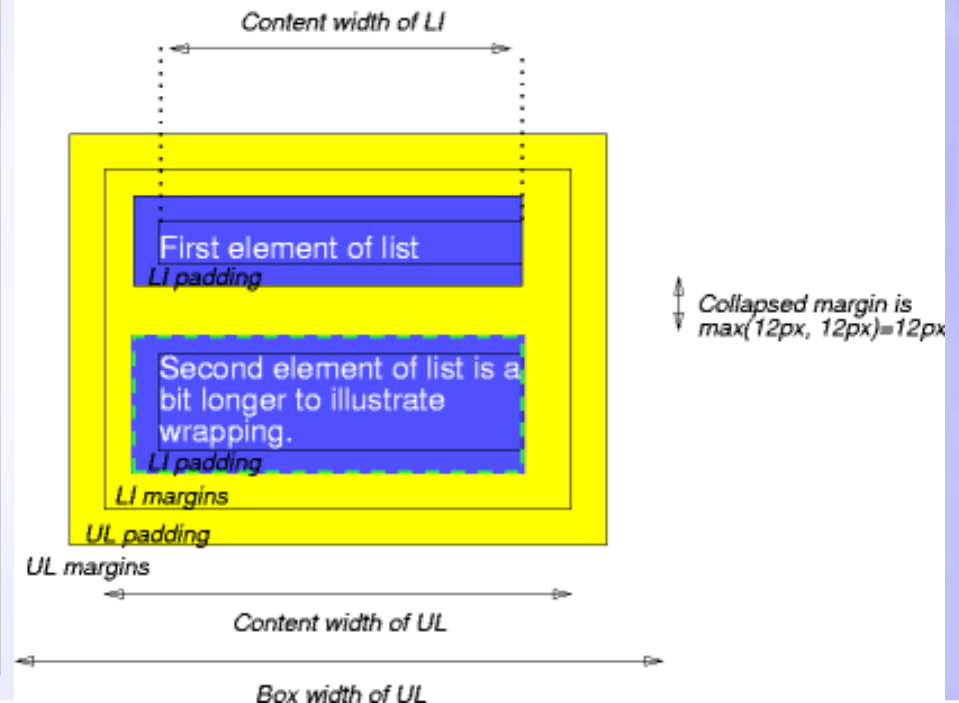 Content width of LI
First element of list
LI padding
Collapsed margin is
max(12px, 12px)=12px
Second element of list is a
bit longer to illustrate
wrapping.
LI padding
LI margins
UL padding
UL margins
Content width of UL
Box width of UL